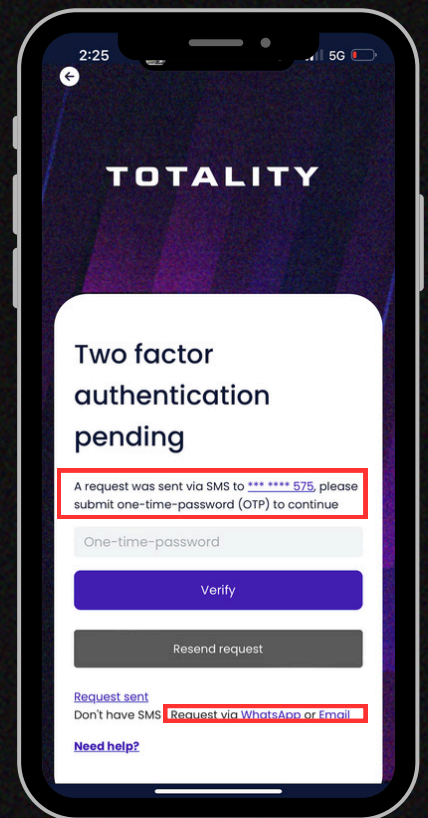 2:25
5G
TOTALITY
Two factor
authentication
pending
A request was sent via SMS to *** **** 575, please
submit one-time-password (OTP) to continue
One-time-password
Verify
Resend request
Request sent
Don't have SMS Request via WhatsApp or Email
Need help?